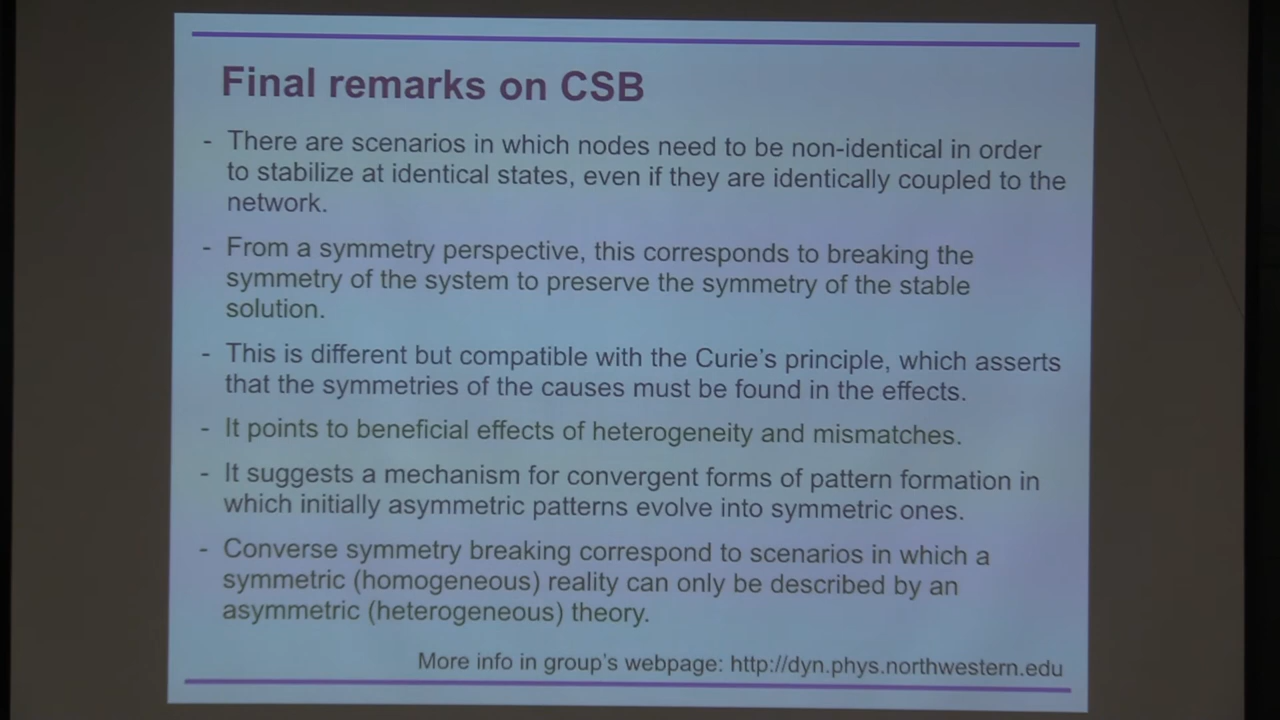 Final remarks on CSB
- There are scenarios in which nodes need to be non-identical in order
to stabilize at identical states, even if they are identically coupled to the
network.
- From a symmetry perspective, this corresponds to breaking the
symmetry of the system to preserve the symmetry of the stable
solution.
- This is different but compatible with the Curie's principle, which asserts
that the symmetries of the causes must be found in the effects.
- It points to beneficial effects of heterogeneity and mismatches.
- It suggests a mechanism for convergent forms of pattern formation in
which initially asymmetric patterns evolve into symmetric ones.
- Converse symmetry breaking correspond to scenarios in which a
symmetric (homogeneous) reality can only be described by an
asymmetric (heterogeneous) theory.
More info in group's webpage: http://dyn.phys.northwestern.edu